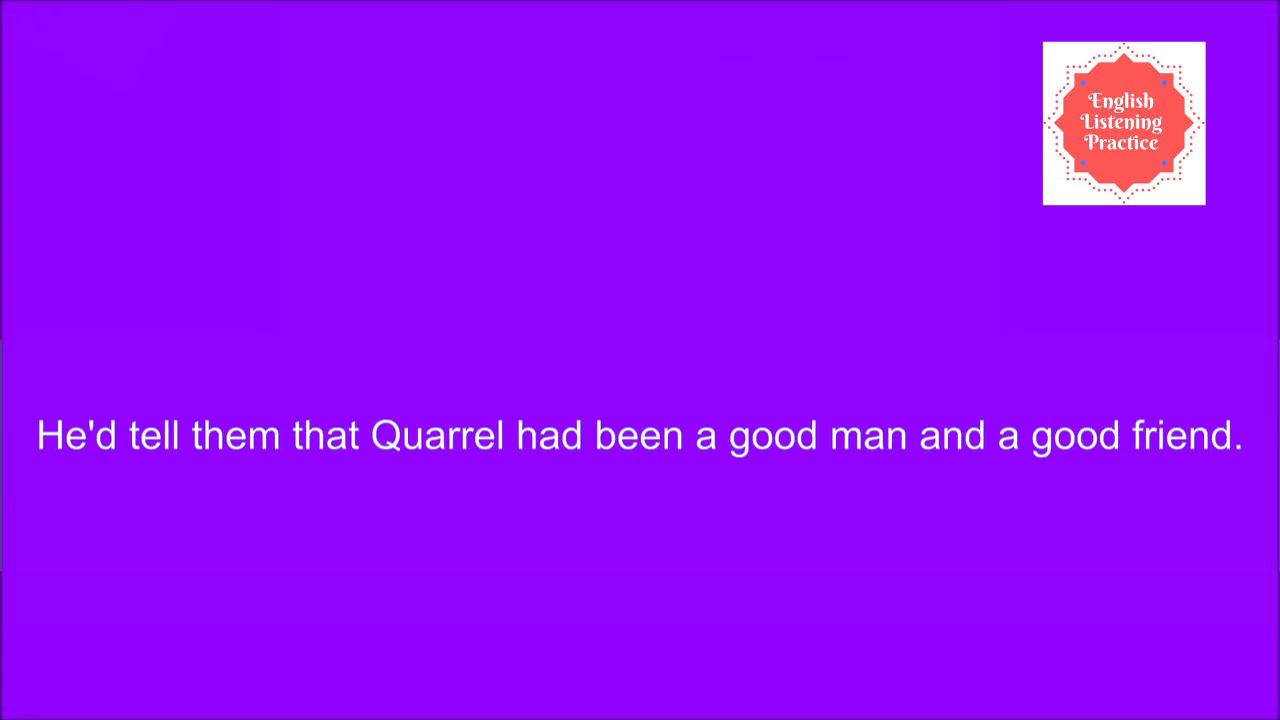 English
Listening
Practice
He'd tell them that Quarrel had been a good man and a good friend.